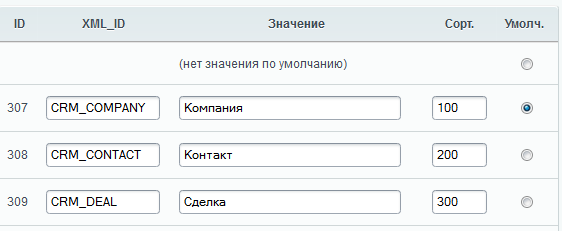 ID XML_ID Значение Сорт. Умолч.
(нет значения по умолчанию)
307 CRM_COMPANY Компания 100
308 CRM_CONTACT Контакт 200
309 CRM_DEAL Сделка 300